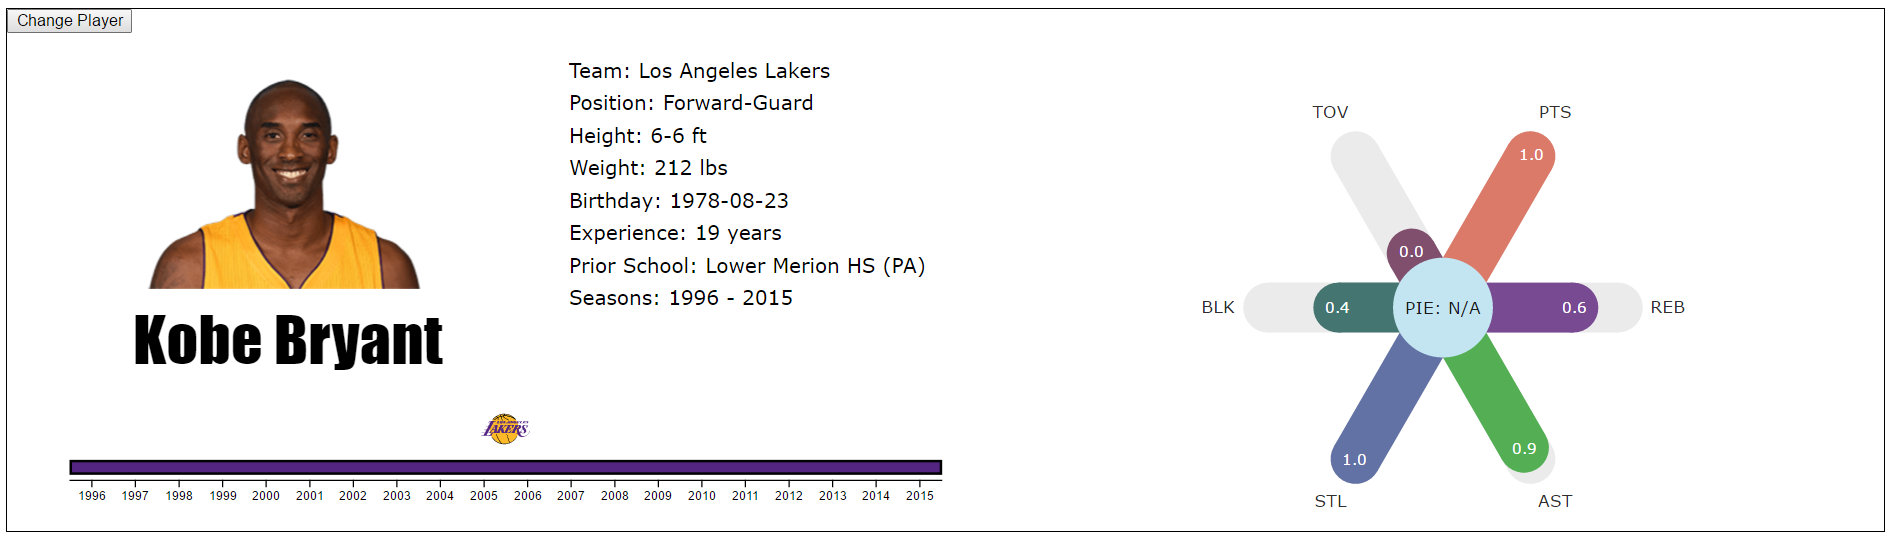 Change Player
Team: Los Angeles Lakers
Position: Forward-Guard
Height: 6-6 ft
Weight: 212 lbs
Birthday: 1978-08-23
Experience: 19 years
Prior School: Lower Merion HS (PA)
Seasons: 1996 - 2015
Kobe Bryant
LOS ANGELES
LAKERS
1996 1997 1998 1999 2000 2001 2002 2003 2004 2005 2006 2007 2008 2009 2010 2011 2012 2013 2014 2015
TOV PTS
1.0
0.0
BLK 0.4 PIE: N/A 0.6 REB
0.9
1.0
STL AST